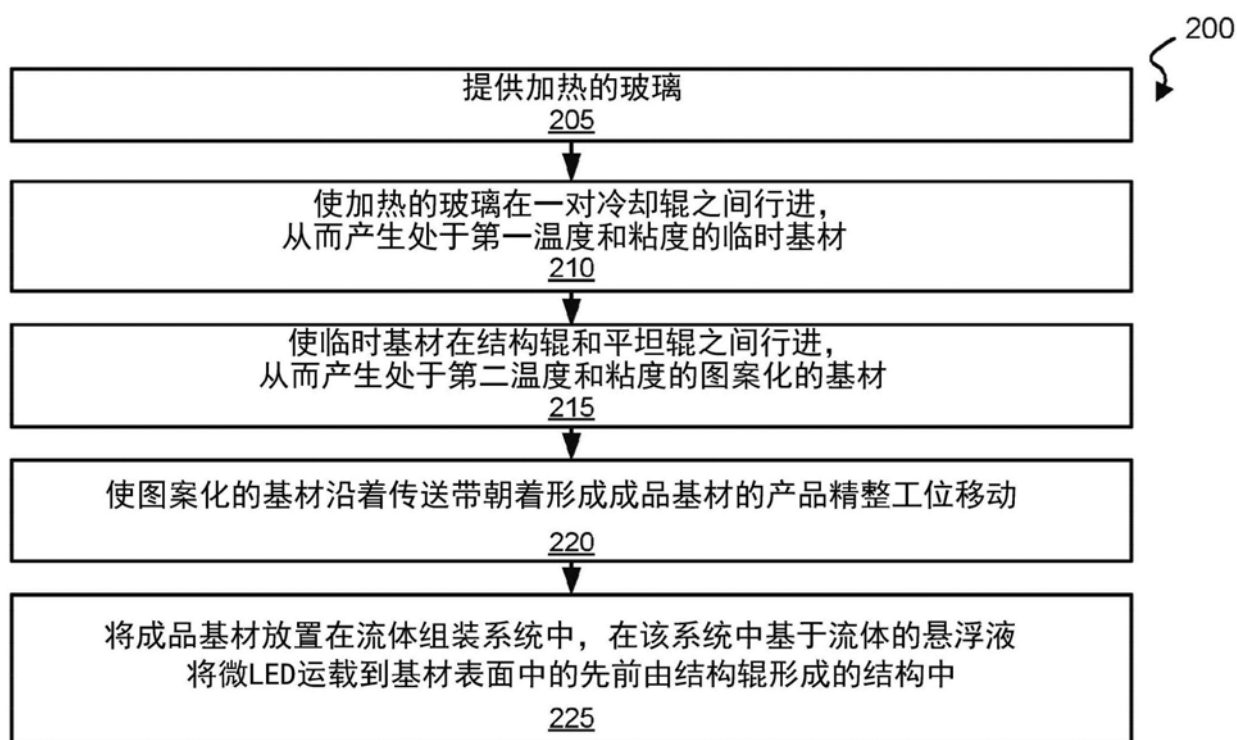 200
提供加热的玻璃
205
使加热的玻璃在一对冷却辊之间行进，
从而产生处于第一温度和粘度的临时基材
210
使临时基材在结构辊和平坦辊之间行进，
从而产生处于第二温度和粘度的图案化的基材
215
使图案化的基材沿着传送带朝着形成成品基材的产品精整工位移动
220
将成品基材放置在流体组装系统中，在该系统中基于流体的悬浮液
将微LED运载到基材表面中的先前由结构辊形成的结构中
225